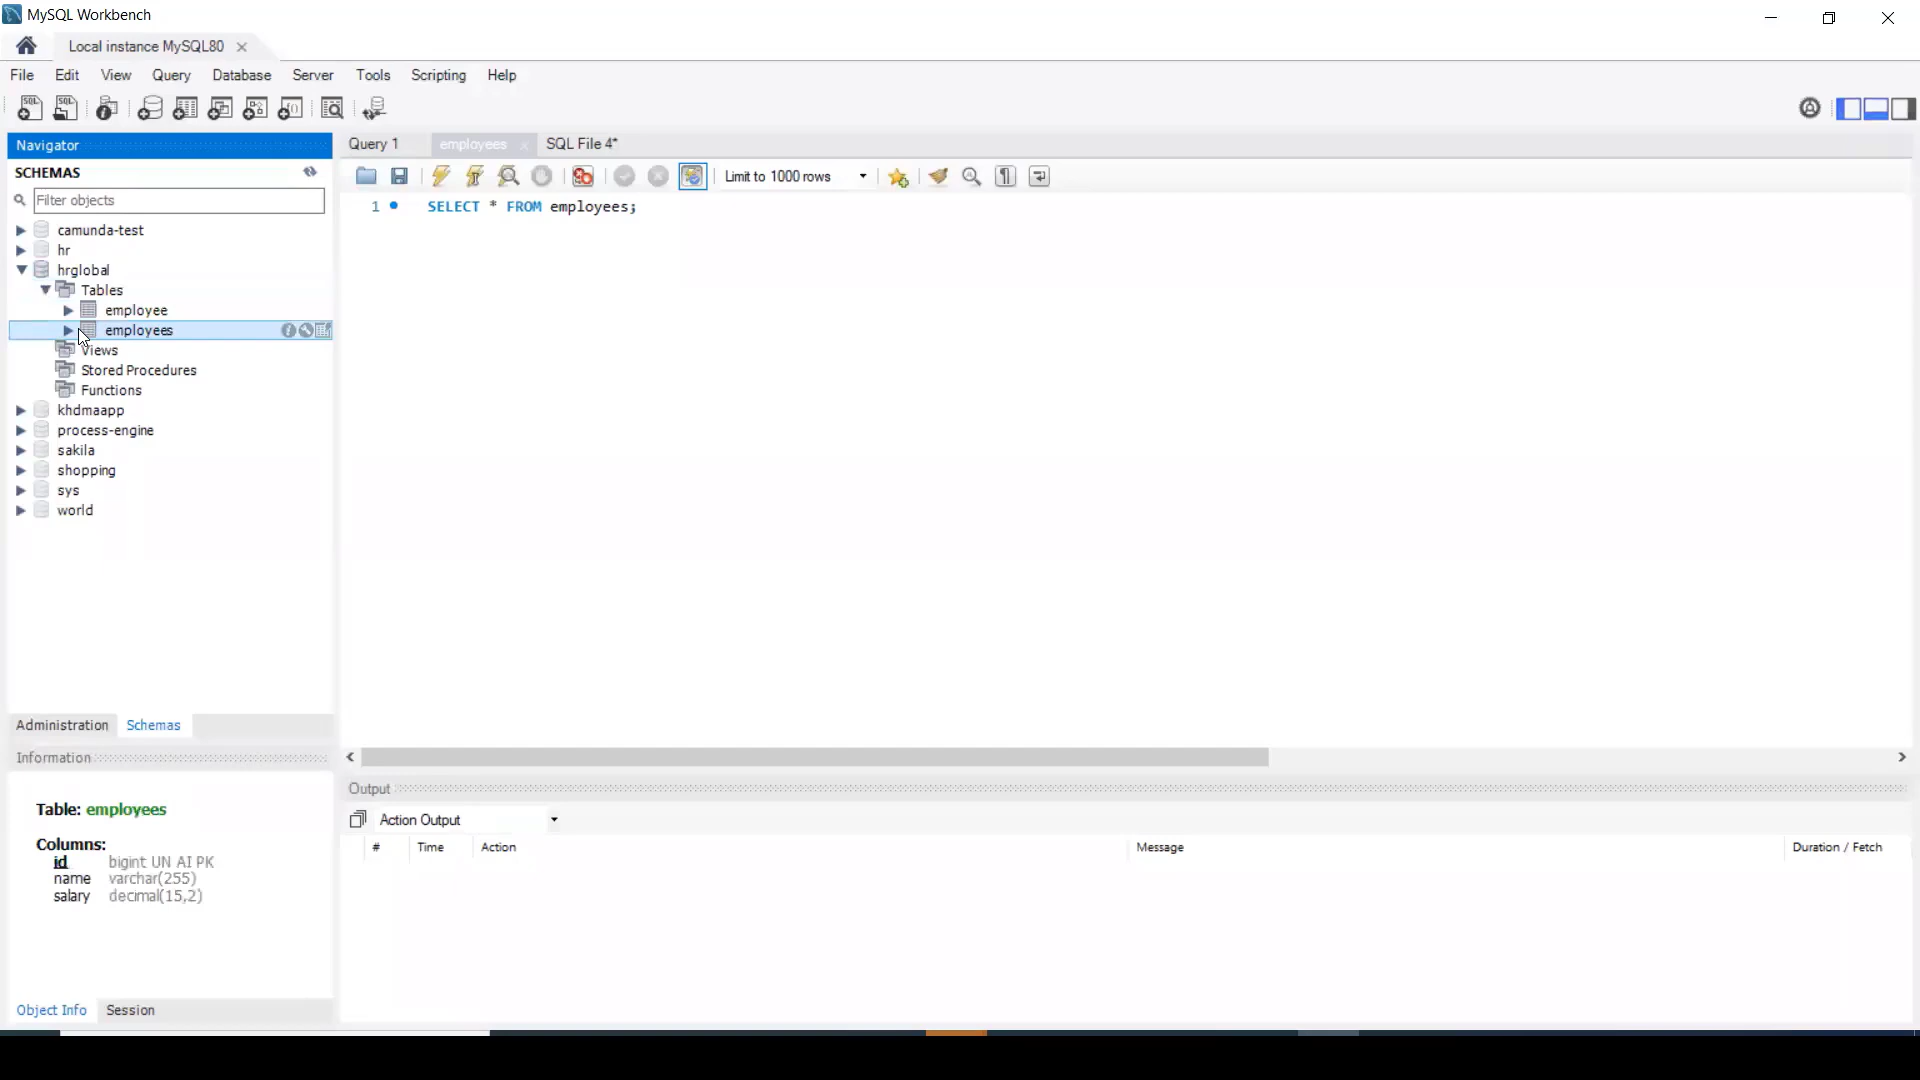 MySQL Workbench
Local instance MySQL80
File Edit View Query Database Server Tools Scripting Help
Navigator
SCHEMAS
Filter objects
camunda-test
hr
hrglobal
Tables
employee
employees
Views
Stored Procedures
Functions
khdmaapp
process-engine
sakila
shopping
sys
world
Administration Schemas
Information
Table: employees
Columns:
id bigint UN AI PK
name varchar(255)
salary decimal(15,2)
Object Info Session
Query 1 employees SQL File 4*
Limit to 1000 rows
1 SELECT * FROM employees;
Output
Action Output
# Time Action Message Duration / Fetch